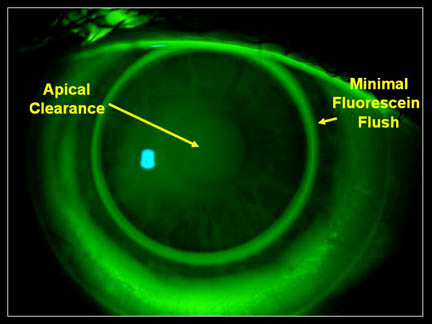 Apical
Clearance
Minimal
Fluorescein
Flush